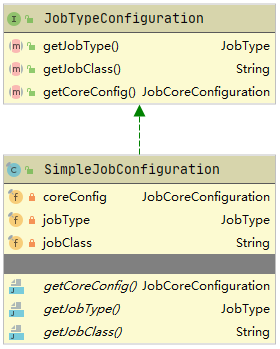 JobTypeConfiguration
getJobType() JobType
getJobClass() String
getCoreConfig() JobCoreConfiguration
SimpleJobConfiguration
coreConfig JobCoreConfiguration
jobType JobType
jobClass String
getCoreConfig() JobCoreConfiguration
getJobType() JobType
getJobClass() String